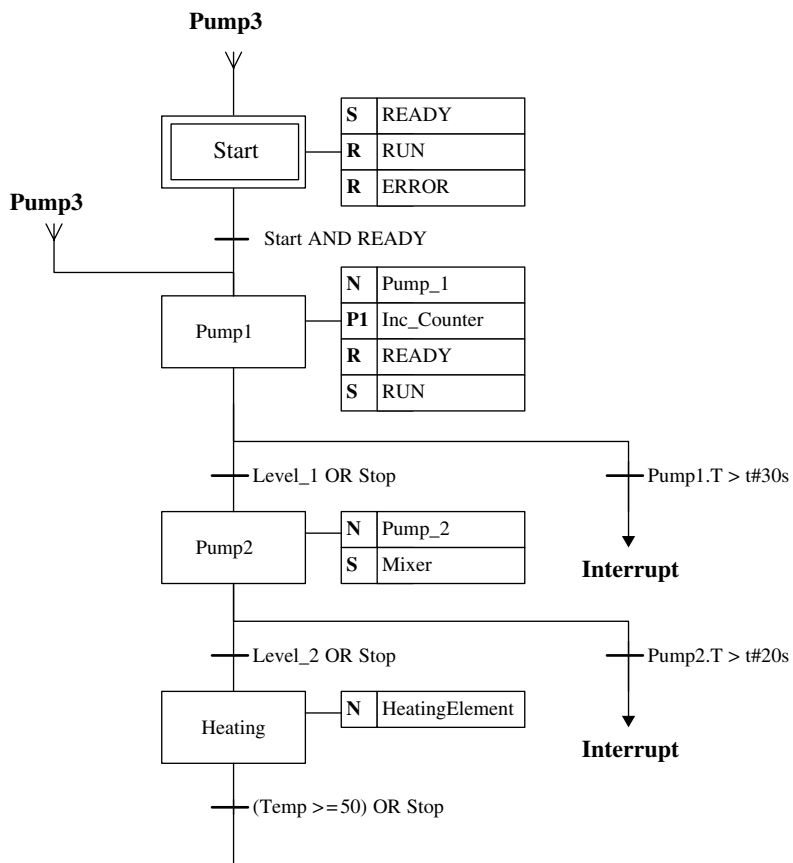 Pump3
Start
S READY
R RUN
R ERROR
Pump3
Start AND READY
Pump1
N Pump_1
P1 Inc_Counter
R READY
S RUN
Level_1 OR Stop
Pump1.T > t#30s
Pump2
N Pump_2
S Mixer
Interrupt
Level_2 OR Stop
Pump2.T > t#20s
Heating
N HeatingElement
Interrupt
(Temp >=50) OR Stop